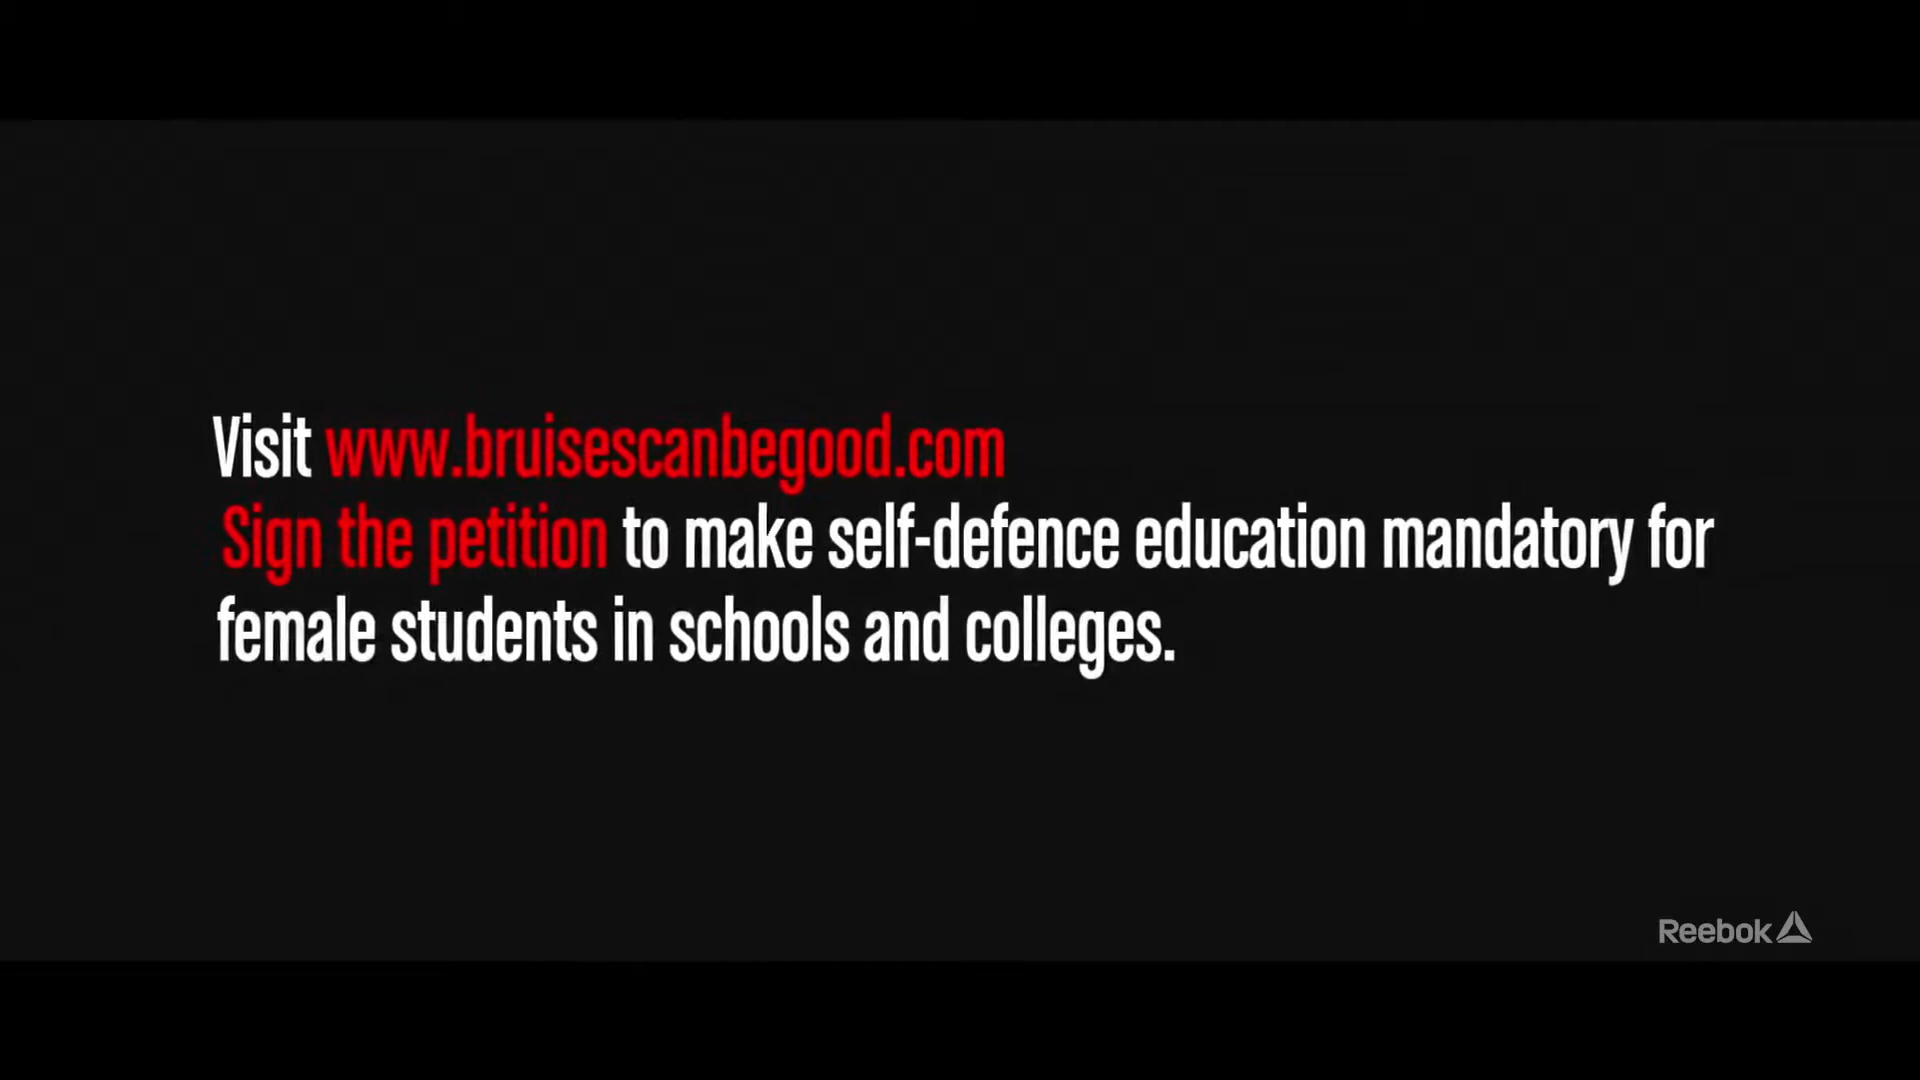 Visit www.bruisescanbegood.com
Sign the petition to make self-defence education mandatory for
female students in schools and colleges.
Reebok